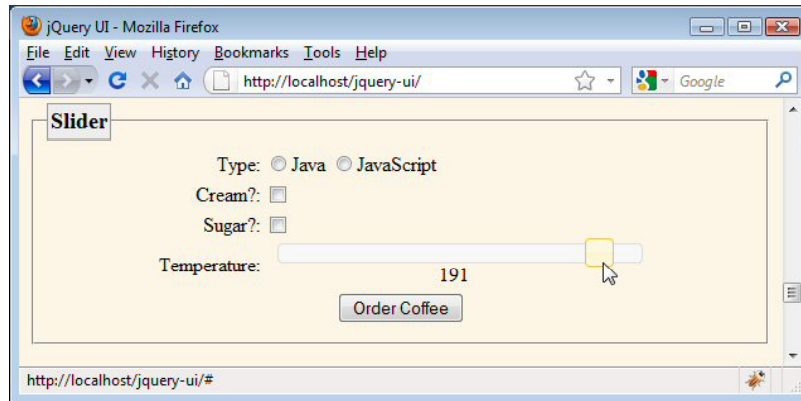 jQuery UI - Mozilla Firefox
File Edit View History Bookmarks Tools Help
http://localhost/jquery-ui/ Google
Slider
Type: Java JavaScript
Cream?:
Sugar?:
Temperature:
191
Order Coffee
http://localhost/jquery-ui/#